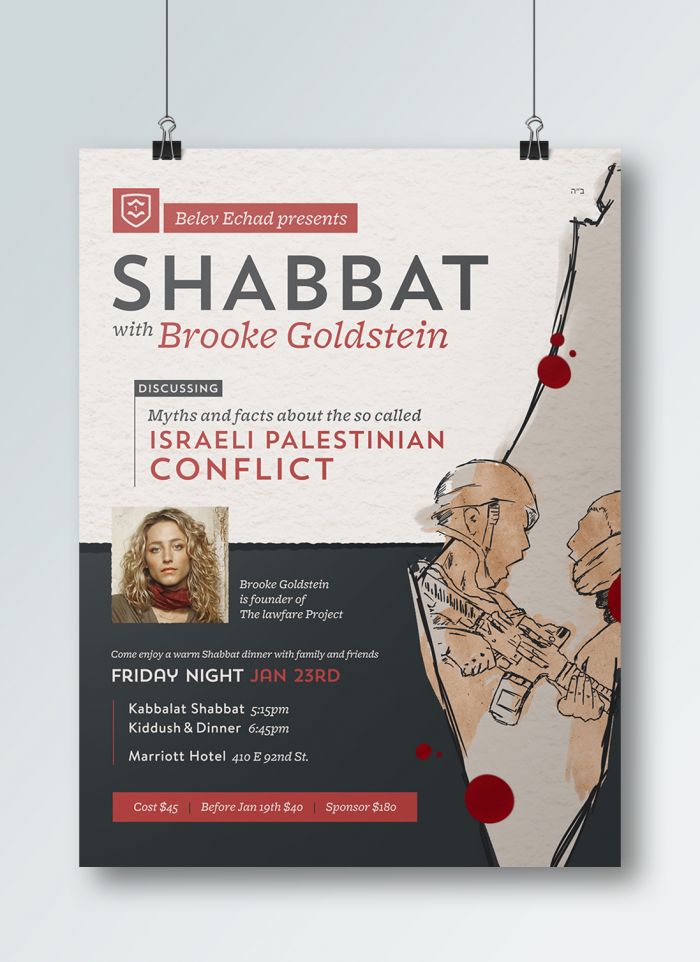 ב״ה
Belev Echad presents
SHABBAT
with Brooke Goldstein
DISCUSSING
Myths and facts about the so called
ISRAELI PALESTINIAN
CONFLICT
Brooke Goldstein
is founder of
The lawfare Project
Come enjoy a warm Shabbat dinner with family and friends
FRIDAY NIGHT JAN 23RD
Kabbalat Shabbat 5:15pm
Kiddush & Dinner 6:45pm
Marriott Hotel 410 E 92nd St.
Cost $45 | Before Jan 19th $40 | Sponsor $180